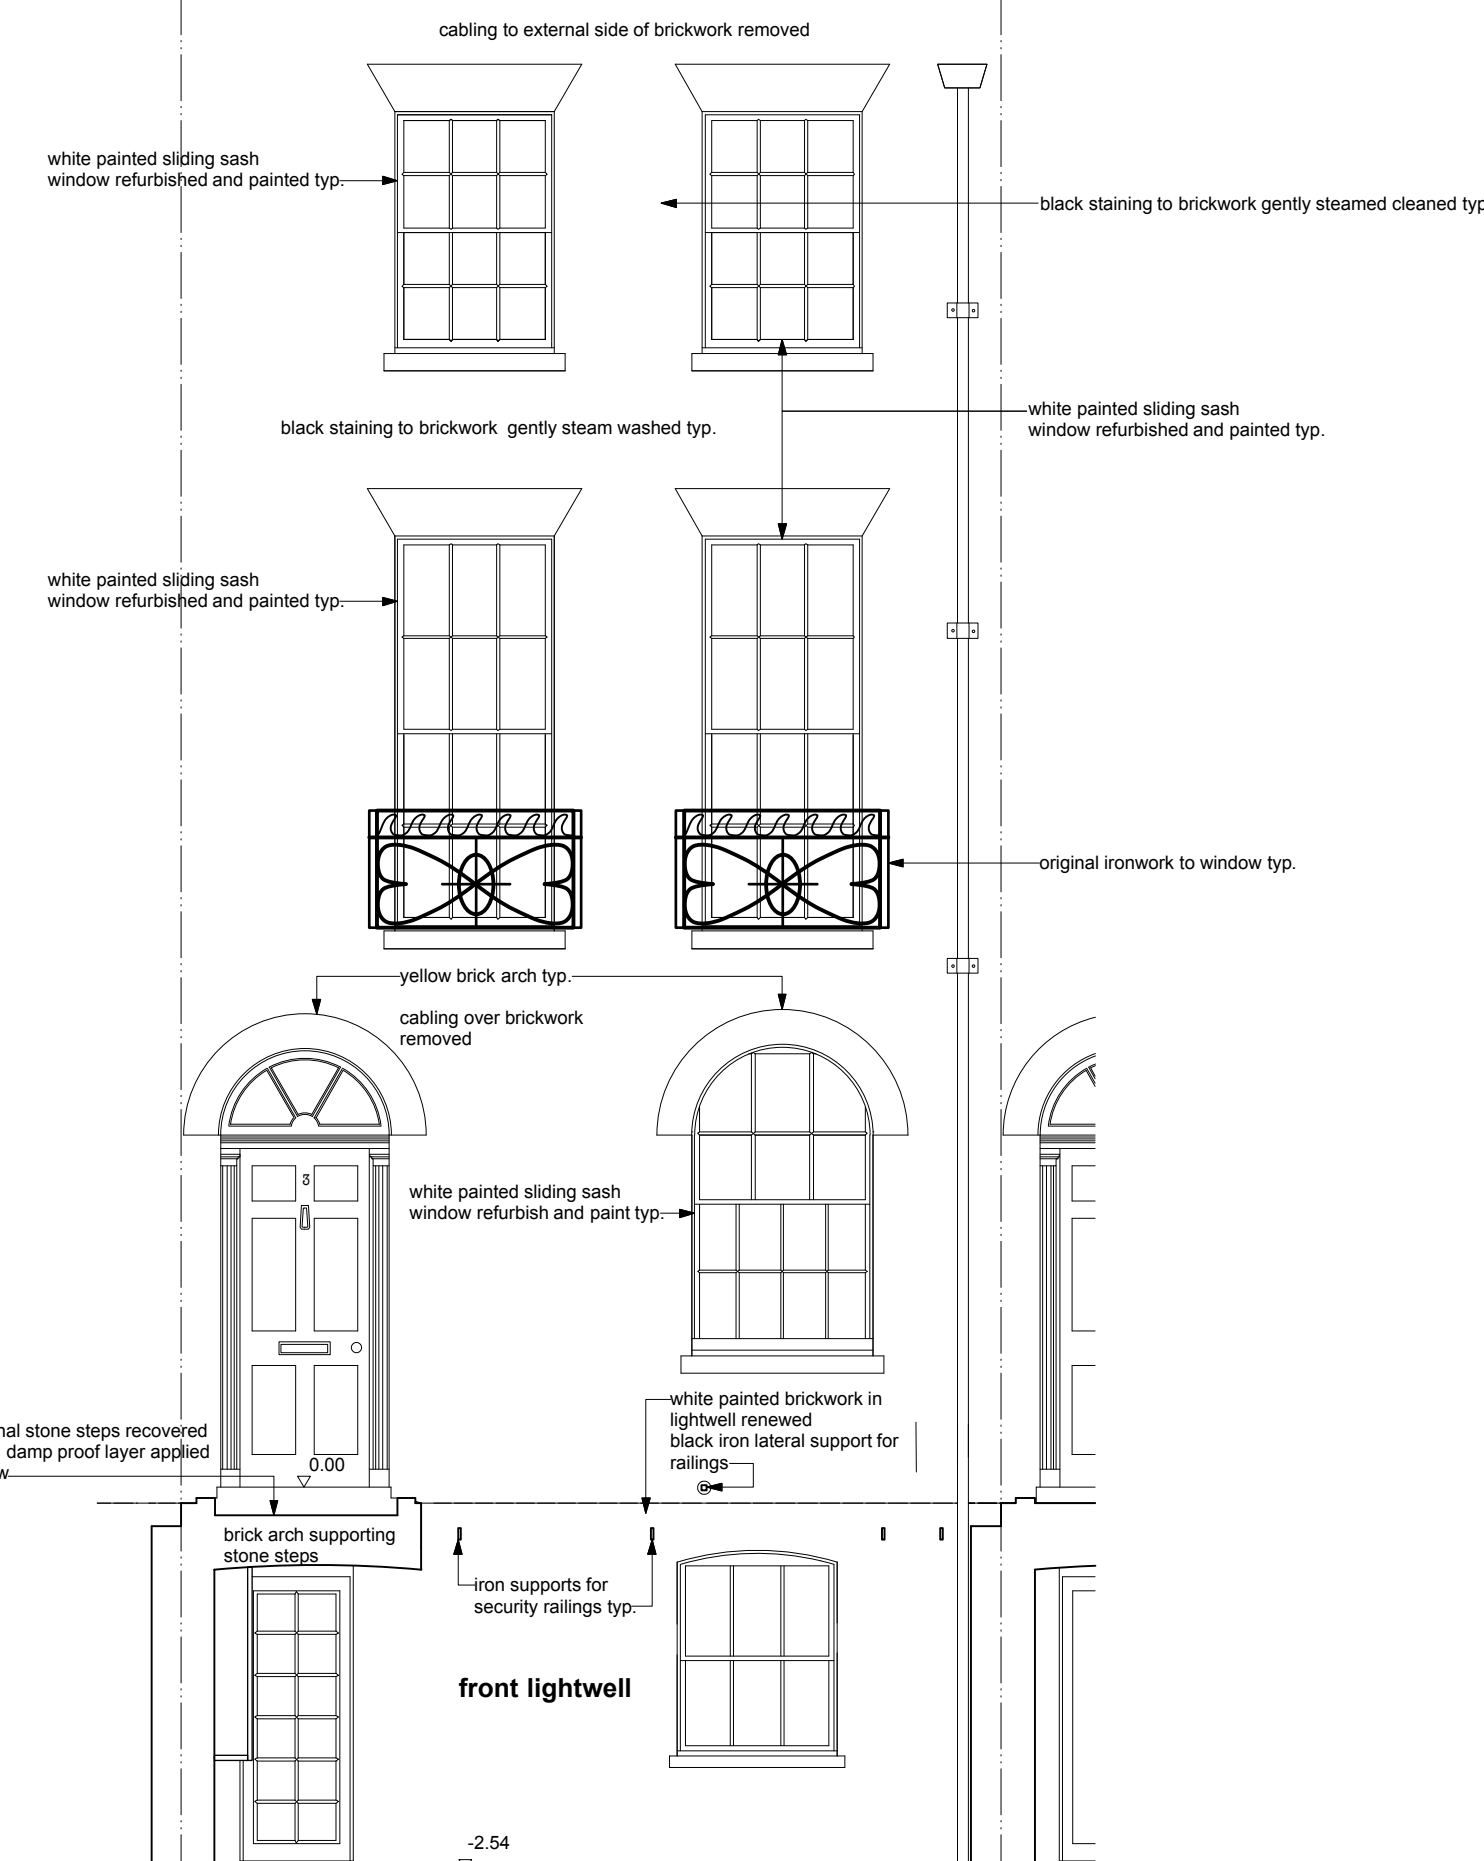 cabling to external side of brickwork removed
white painted sliding sash
window refurbished and painted typ.
black staining to brickwork gently steamed cleaned typ
white painted sliding sash
window refurbished and painted typ.
black staining to brickwork gently steam washed typ.
white painted sliding sash
window refurbished and painted typ.
original ironwork to window typ.
yellow brick arch typ.
cabling over brickwork
removed
3
white painted sliding sash
window refurbish and paint typ.
white painted brickwork in
lightwell renewed
black iron lateral support for
railings
nal stone steps recovered
damp proof layer applied
w
0.00
brick arch supporting
stone steps
iron supports for
security railings typ.
front lightwell
-2.54